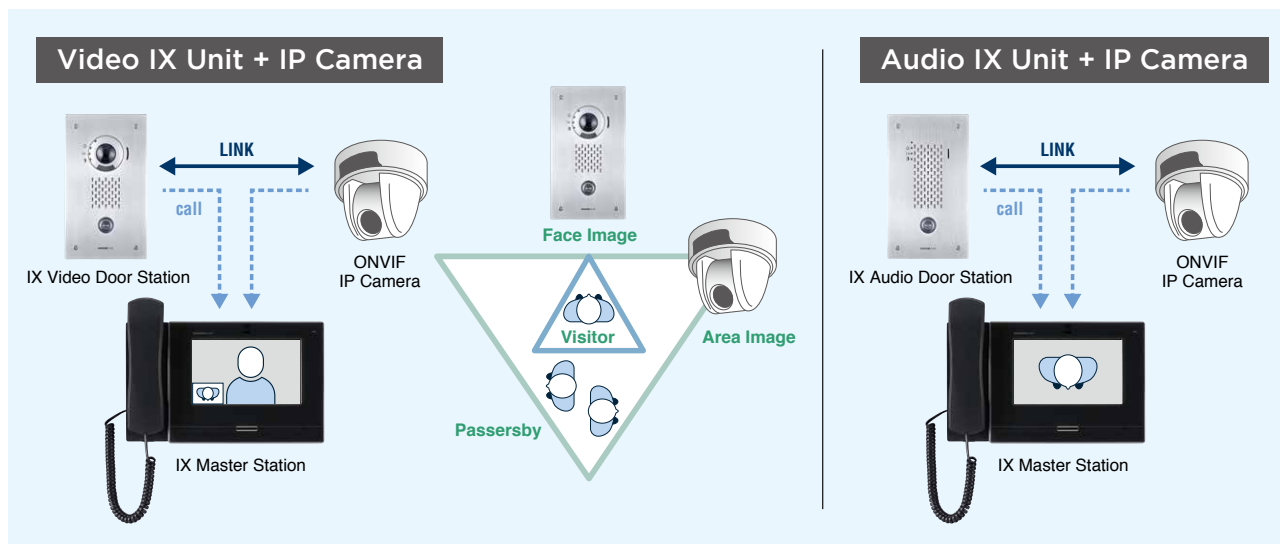 Video IX Unit + IP Camera
LINK
call
IX Video Door Station
ONVIF
IP Camera
IX Master Station
Face Image
Visitor
Area Image
Passersby
Audio IX Unit + IP Camera
LINK
call
IX Audio Door Station
ONVIF
IP Camera
IX Master Station